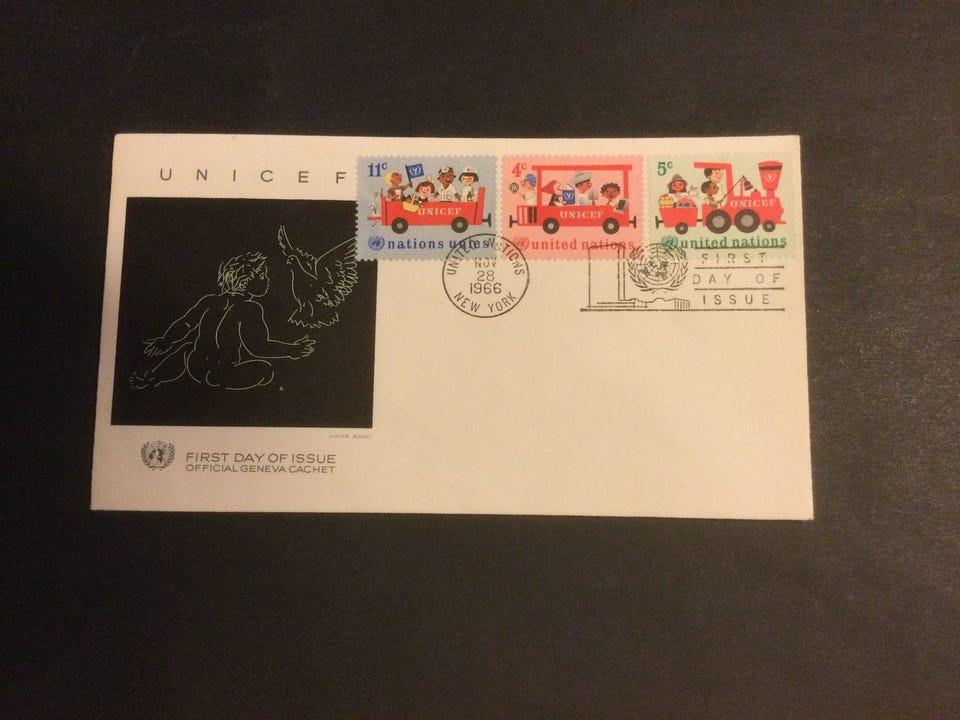 UNICEF
11c
UNICEF
nations unies
4c
UNICEF
united nations
5c
UNICEF
united nations
UNITED NATIONS
NOV
28
1966
NEW YORK
FIRST
DAY OF
ISSUE
HANS ERNI
FIRST DAY OF ISSUE
OFFICIAL GENEVA CACHET